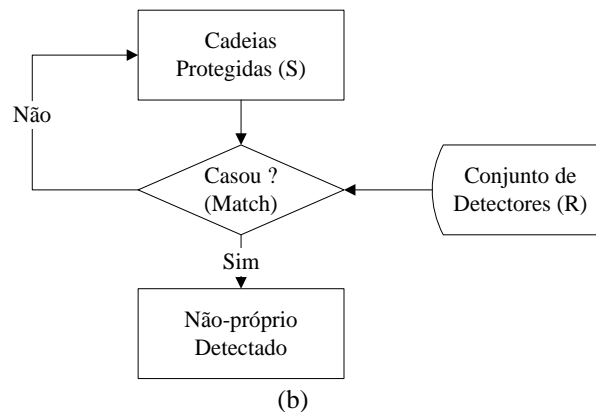 Cadeias
Protegidas (S)
Não
Casou ?
(Match)
Conjunto de
Detectores (R)
Sim
Não-próprio
Detectado
(b)